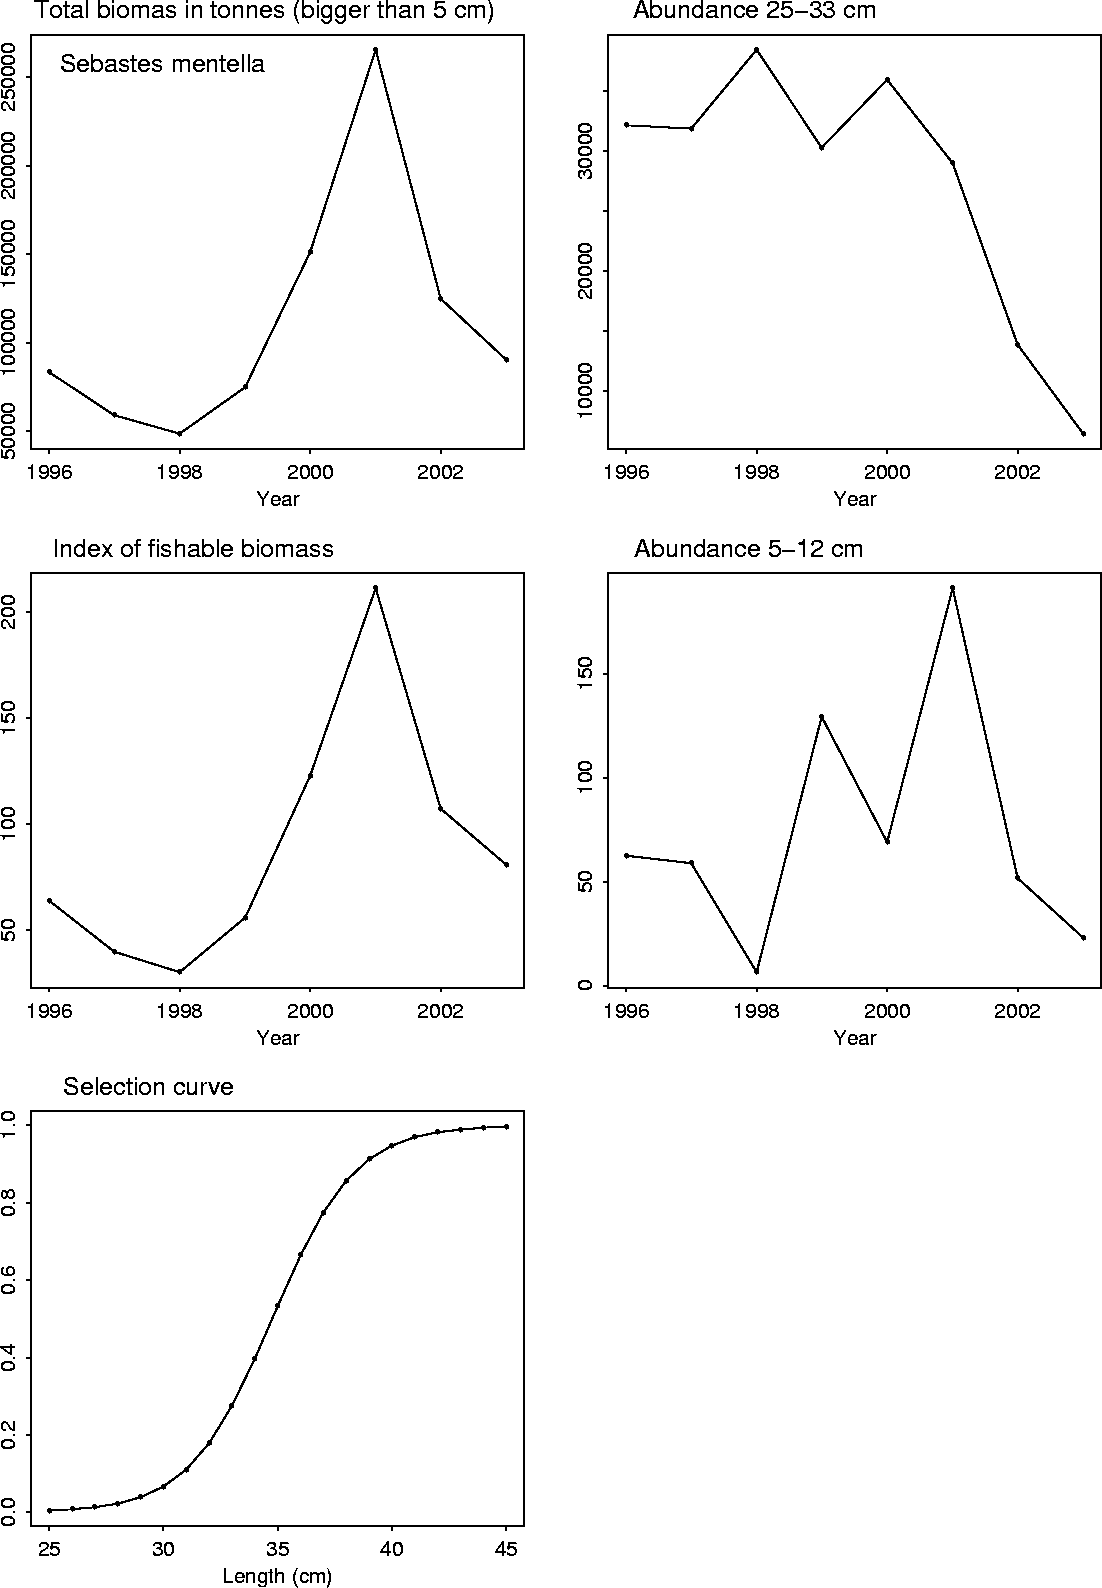 Total biomas in tonnes (bigger than 5 cm)
Sebastes mentella
250000
200000
150000
100000
50000
1996 1998 2000 2002
Year
Abundance 25−33 cm
30000
20000
10000
1996 1998 2000 2002
Year
Index of fishable biomass
200
150
100
50
1996 1998 2000 2002
Year
Abundance 5−12 cm
150
100
50
0
1996 1998 2000 2002
Year
Selection curve
1.0
0.8
0.6
0.4
0.2
0.0
25 30 35 40 45
Length (cm)